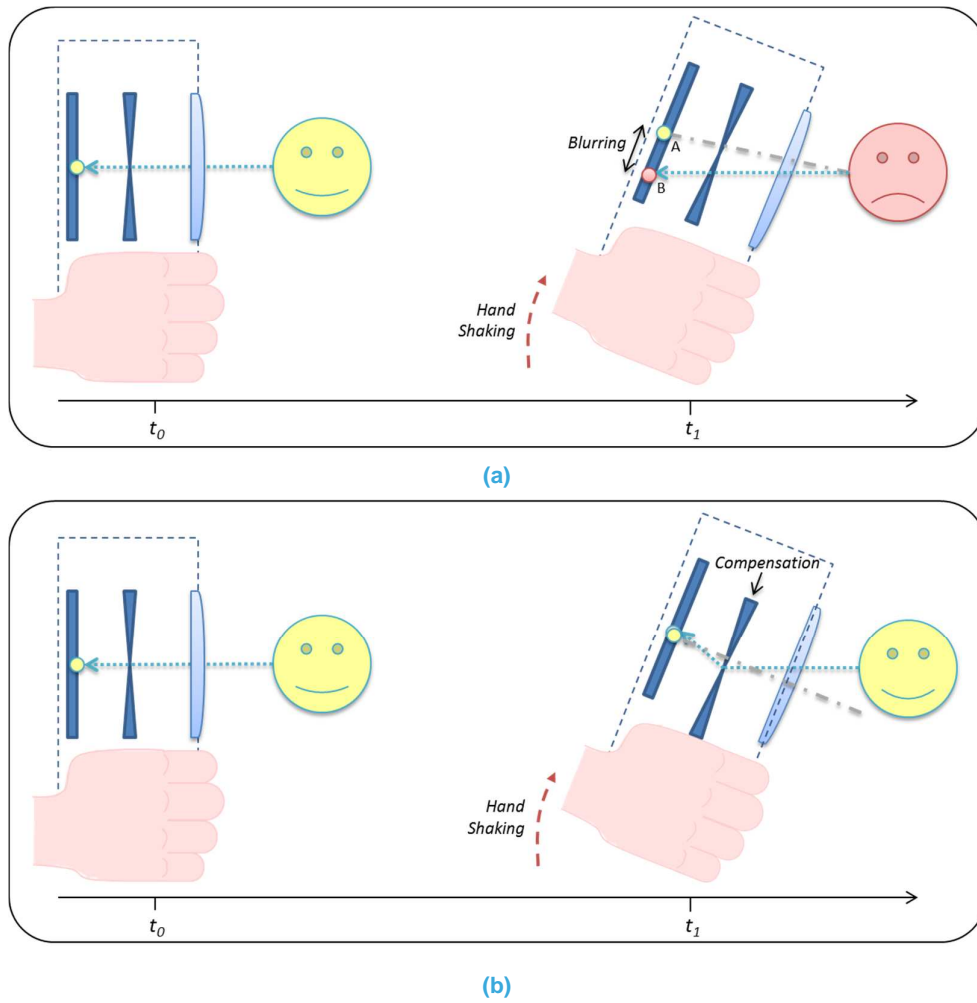 Blurring
A
B
Hand
Shaking
t0
t1
(a)
Compensation
Hand
Shaking
t0
t1
(b)